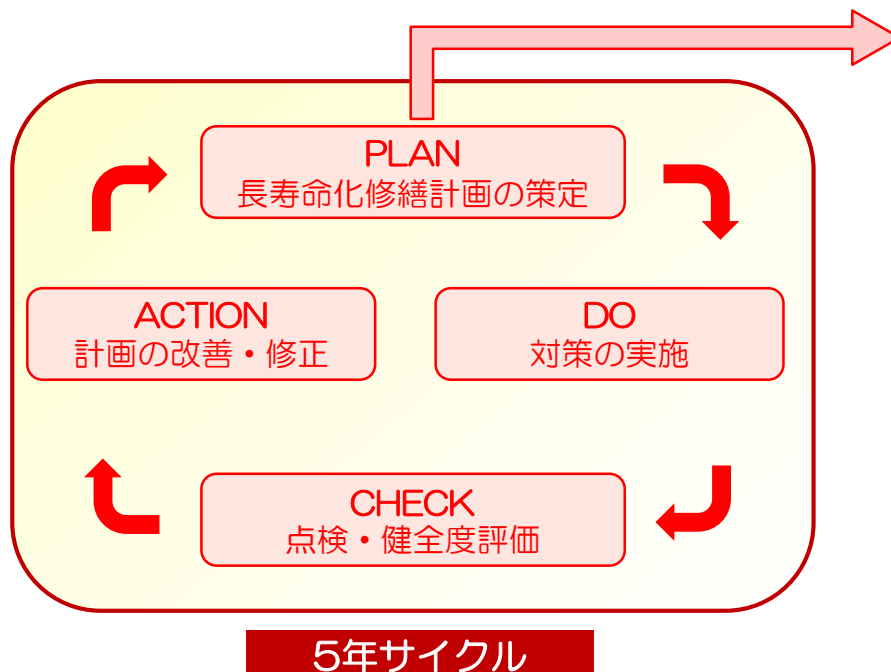 PLAN
長寿命化修繕計画の策定
ACTION
計画の改善・修正
DO
対策の実施
CHECK
点検・健全度評価
5年サイクル